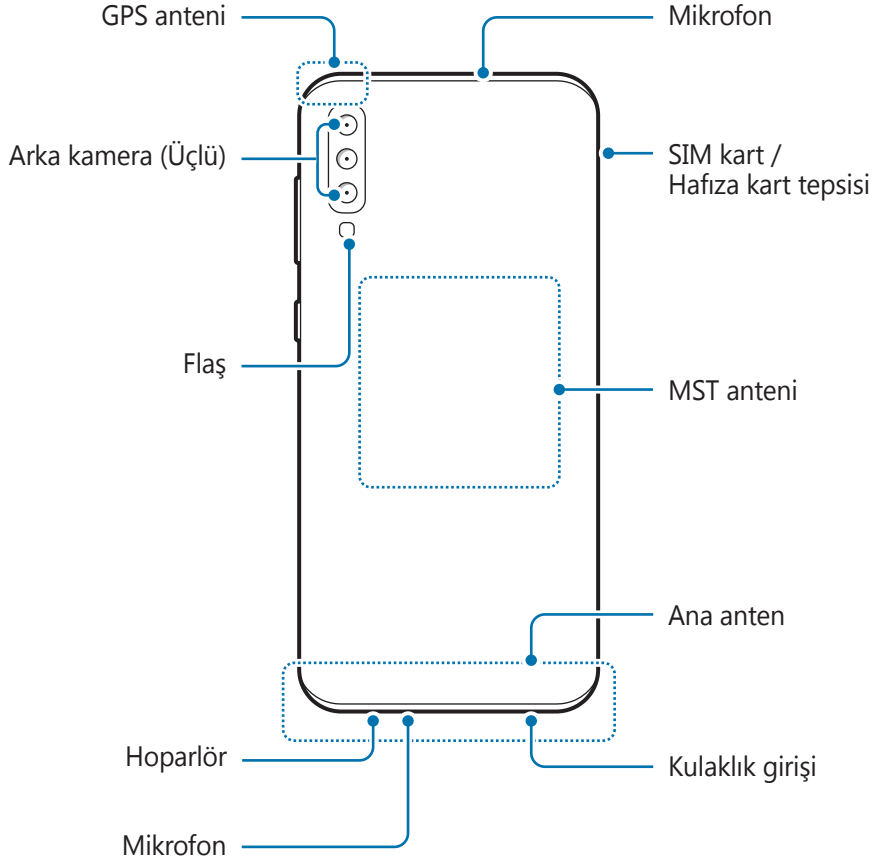 GPS anteni
Mikrofon
Arka kamera (Üçlü)
SIM kart /
Hafıza kart tepsisi
Flaş
MST anteni
Ana anten
Hoparlör
Kulaklık girişi
Mikrofon